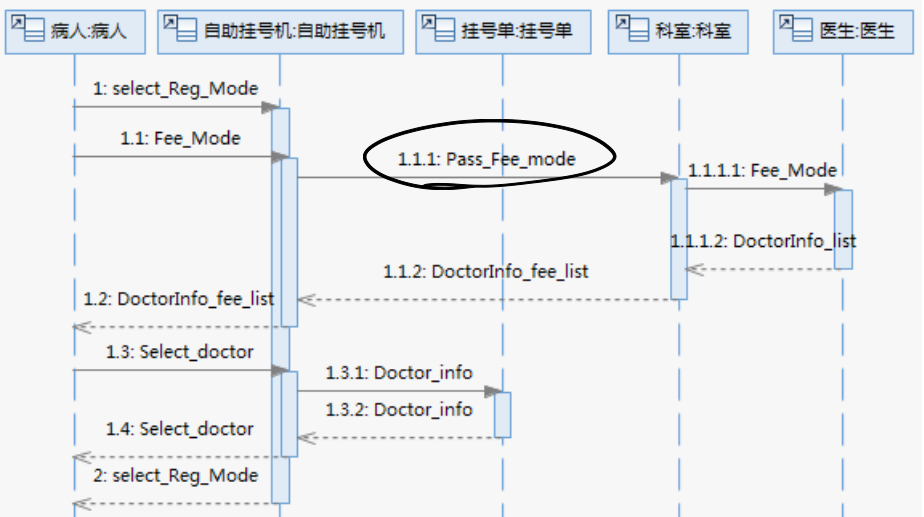 病人:病人
自助挂号机:自助挂号机
挂号单:挂号单
科室:科室
医生:医生
1: select_Reg_Mode
1.1: Fee_Mode
1.1.1: Pass_Fee_mode
1.1.1.1: Fee_Mode
1.1.1.2: DoctorInfo_list
1.1.2: DoctorInfo_fee_list
1.2: DoctorInfo_fee_list
1.3: Select_doctor
1.3.1: Doctor_info
1.3.2: Doctor_info
1.4: Select_doctor
2: select_Reg_Mode